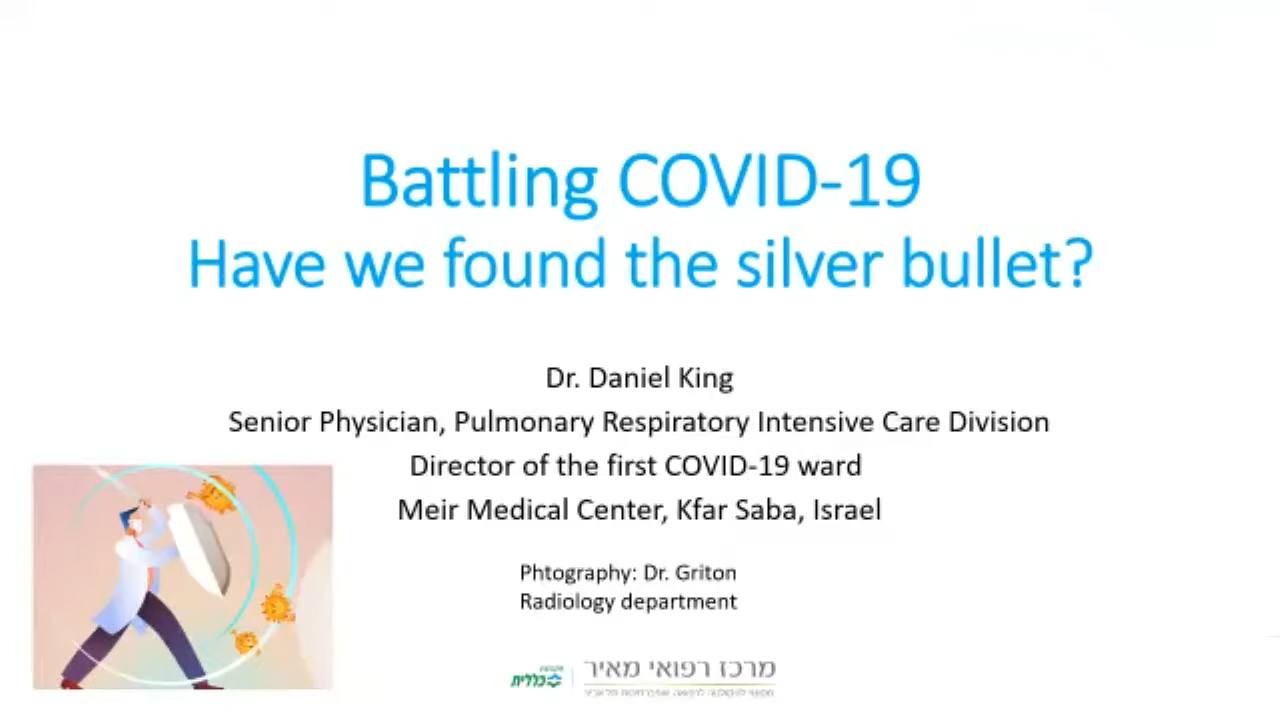 Battling COVID-19
Have we found the silver bullet?
Dr. Daniel King
Senior Physician, Pulmonary Respiratory Intensive Care Division
Director of the first COVID-19 ward
Meir Medical Center, Kfar Saba, Israel
Phtography: Dr. Griton
Radiology department
כללית
מרכז רפואי מאיר